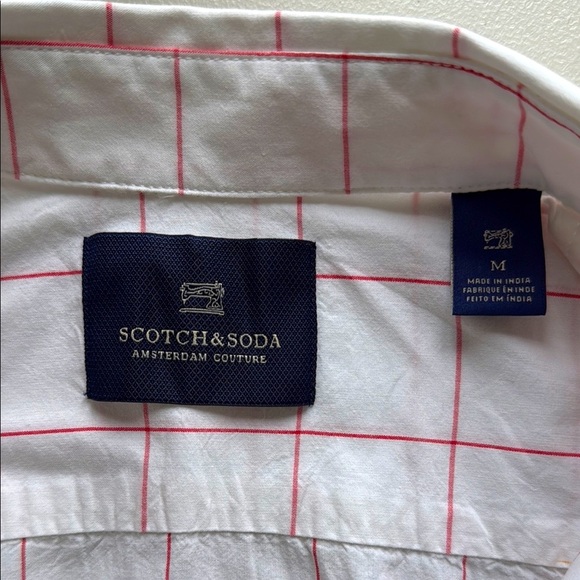 SCOTCH&SODA
AMSTERDAM COUTURE
M
MADE IN INDIA
FABRIQUE EN INDE
FEITO EM ÍNDIA